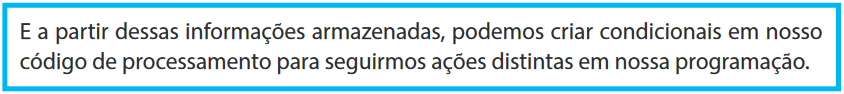 E a partir dessas informações armazenadas, podemos criar condicionais em nosso
código de processamento para seguirmos ações distintas em nossa programação.